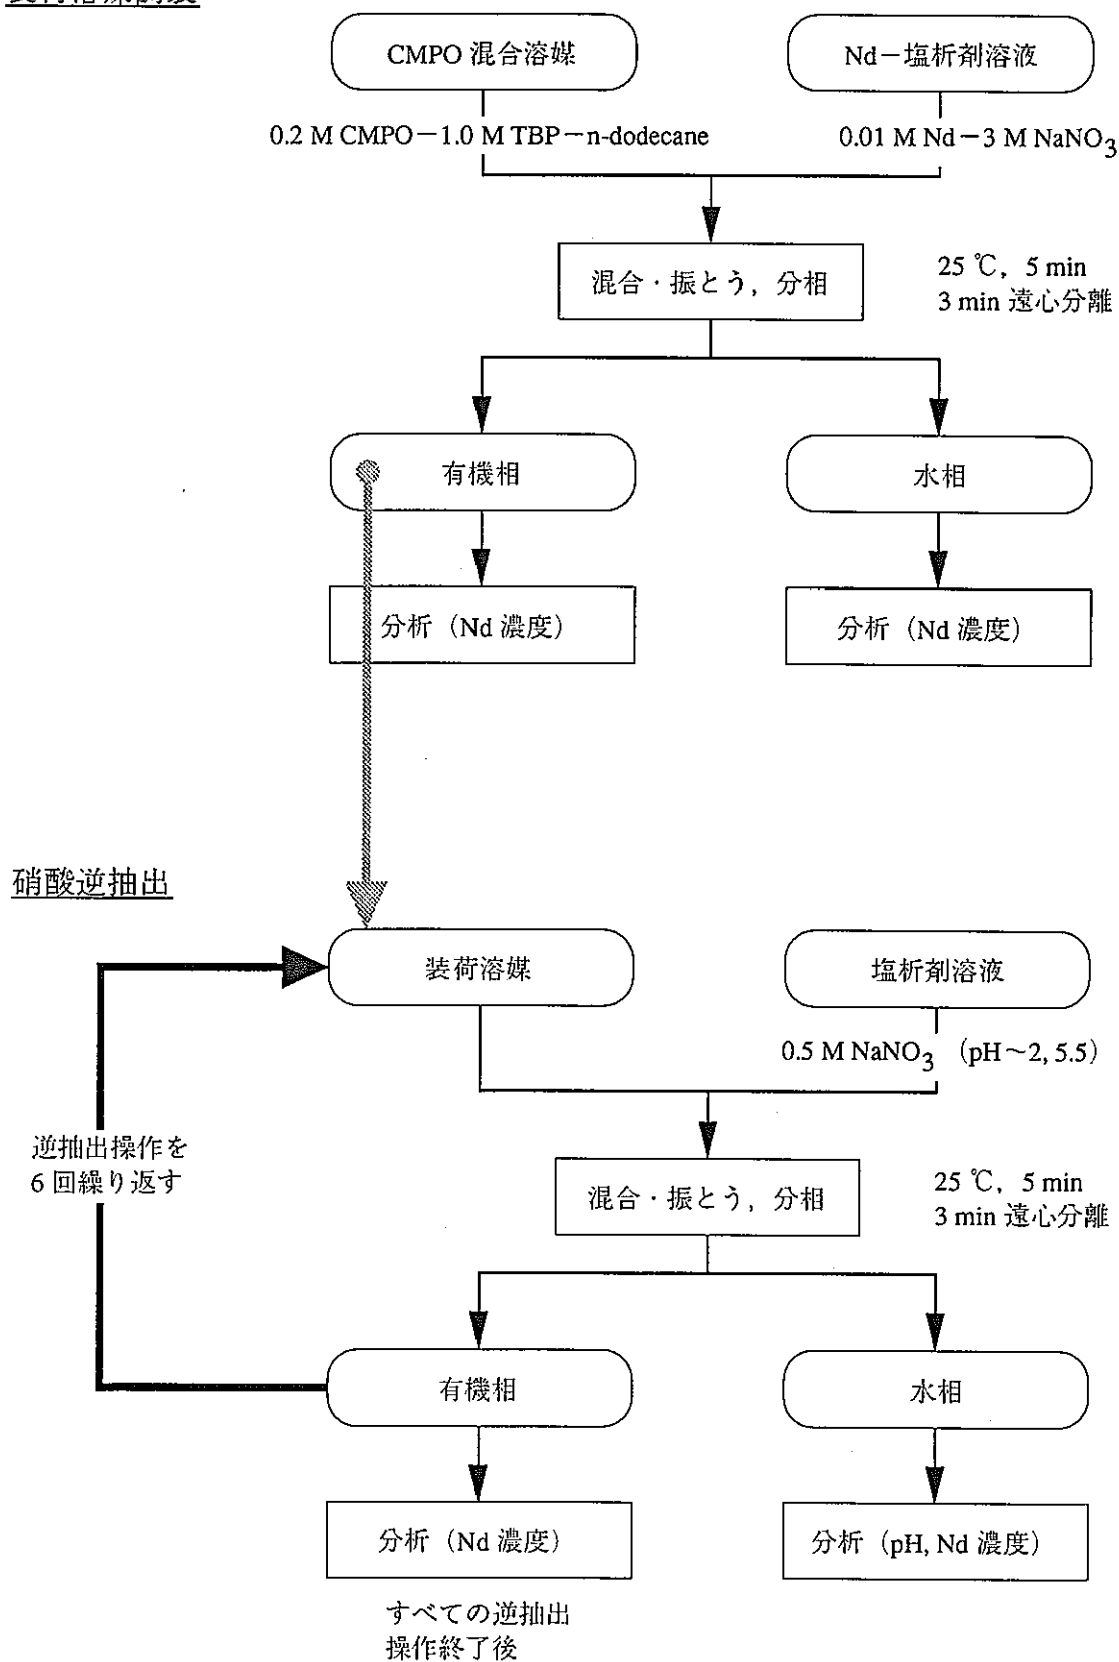 CMPO 混合溶媒
Nd－塩析剤溶液
0.2 M CMPO－1.0 M TBP－n-dodecane
0.01 M Nd－3 M NaNO3
混合・振とう，分相
25 ℃，5 min
3 min 遠心分離
有機相
水相
分析（Nd 濃度）
分析（Nd 濃度）
硝酸逆抽出
装荷溶媒
塩析剤溶液
0.5 M NaNO3 （pH～2, 5.5）
逆抽出操作を
6 回繰り返す
混合・振とう，分相
25 ℃，5 min
3 min 遠心分離
有機相
水相
分析（Nd 濃度）
分析（pH, Nd 濃度）
すべての逆抽出
操作終了後